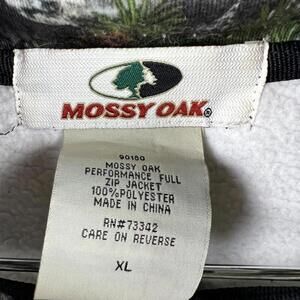 MOSSY OAK®
90150
MOSSY OAK
PERFORMANCE FULL
ZIP JACKET
100%POLYESTER
MADE IN CHINA
RN#73342
CARE ON REVERSE
XL